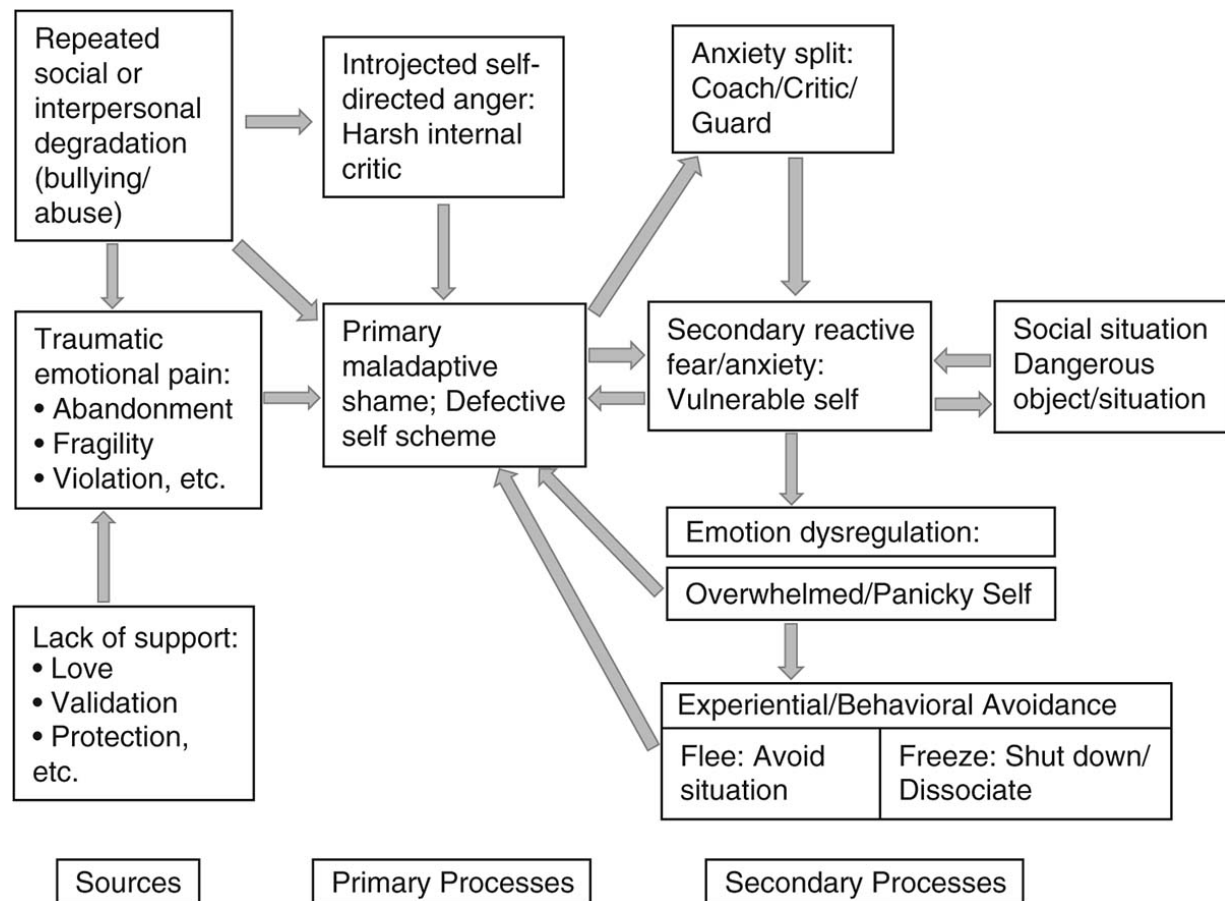 Repeated
social or
interpersonal
degradation
(bullying/
abuse)
Introjected self-
directed anger:
Harsh internal
critic
Anxiety split:
Coach/Critic/
Guard
Traumatic
emotional pain:
• Abandonment
• Fragility
• Violation, etc.
Primary
maladaptive
shame; Defective
self scheme
Secondary reactive
fear/anxiety:
Vulnerable self
Social situation
Dangerous
object/situation
Emotion dysregulation:
Overwhelmed/Panicky Self
Lack of support:
• Love
• Validation
• Protection,
etc.
Experiential/Behavioral Avoidance
Flee: Avoid
situation
Freeze: Shut down/
Dissociate
Sources
Primary Processes
Secondary Processes